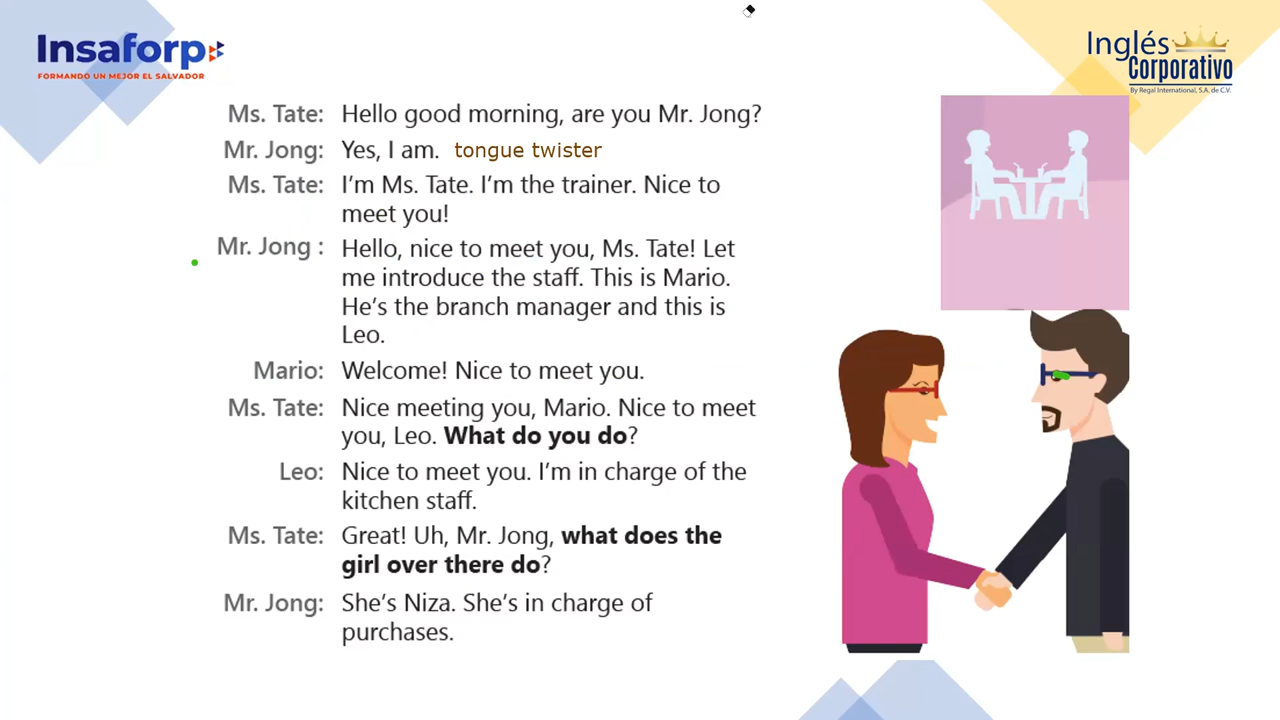 Insaforp
FORMANDO UN MEJOR EL SALVADOR
Inglés
Corporativo
By Regal International, S.A. de C.V.
Ms. Tate: Hello good morning, are you Mr. Jong?
Mr. Jong: Yes, I am. tongue twister
Ms. Tate: I'm Ms. Tate. I'm the trainer. Nice to
meet you!
Mr. Jong : Hello, nice to meet you, Ms. Tate! Let
me introduce the staff. This is Mario.
He's the branch manager and this is
Leo.
Mario: Welcome! Nice to meet you.
Ms. Tate: Nice meeting you, Mario. Nice to meet
you, Leo. What do you do?
Leo: Nice to meet you. I'm in charge of the
kitchen staff.
Ms. Tate: Great! Uh, Mr. Jong, what does the
girl over there do?
Mr. Jong: She's Niza. She's in charge of
purchases.